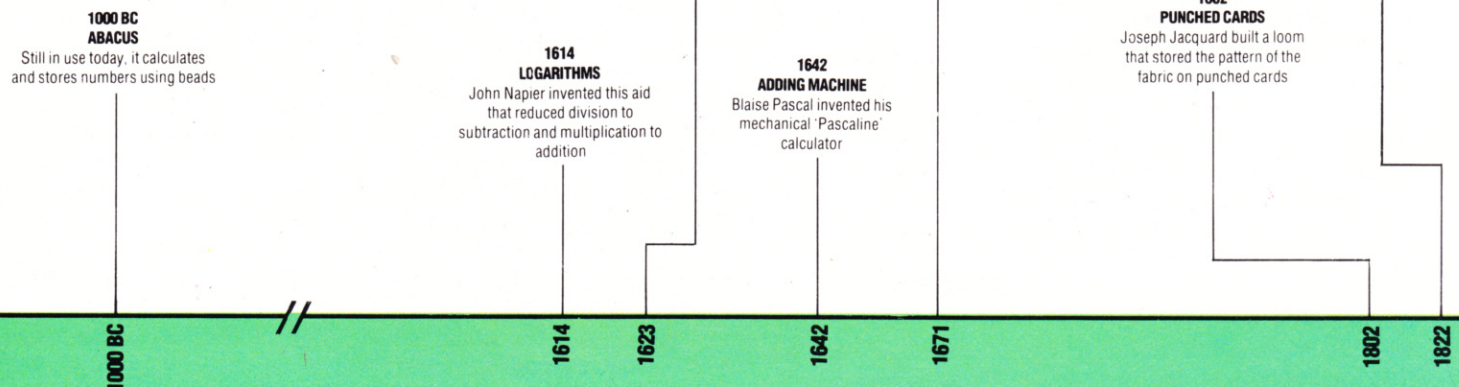 1000 BC
ABACUS
Still in use today, it calculates
and stores numbers using beads
1614
LOGARITHMS
John Napier invented this aid
that reduced division to
subtraction and multiplication to
addition
1642
ADDING MACHINE
Blaise Pascal invented his
mechanical 'Pascaline'
calculator
PUNCHED CARDS
Joseph Jacquard built a loom
that stored the pattern of the
fabric on punched cards
1000 BC
1614
1623
1642
1671
1802
1822